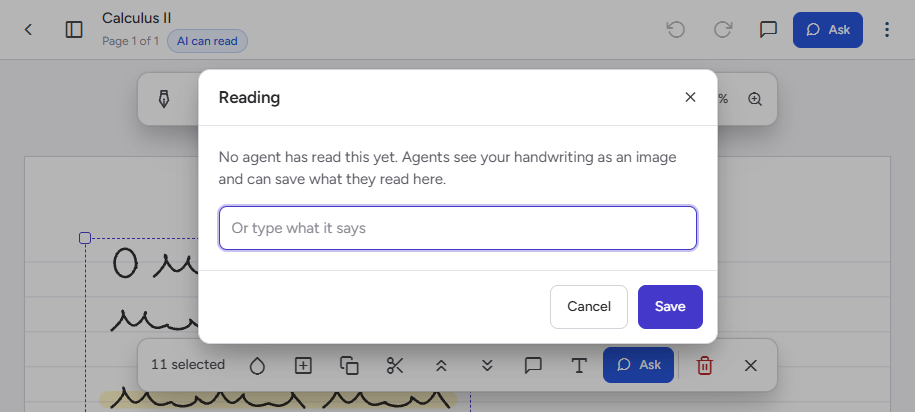 Calculus II
Page 1 of 1 AI can read
Ask
Reading
%
No agent has read this yet. Agents see your handwriting as an image
and can save what they read here.
Or type what it says
Cancel Save
11 selected Ask